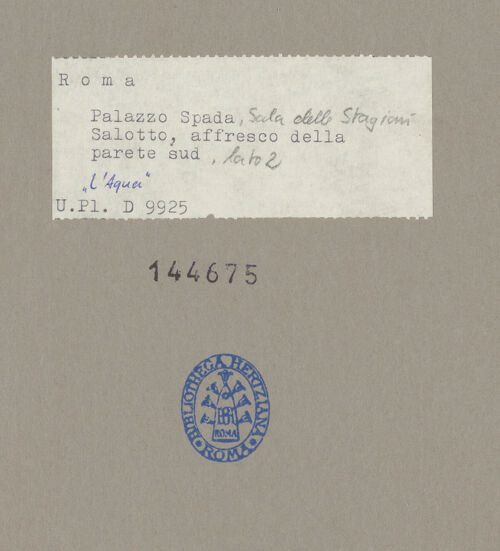 Roma
Palazzo Spada, Sala delle Stagioni
Salotto, affresco della
parete sud, lato 2
„L'Aqua"
U.Pl. D 9925
144675
BIBLIOTHECA HERTZIANA
ROMA
ROMA